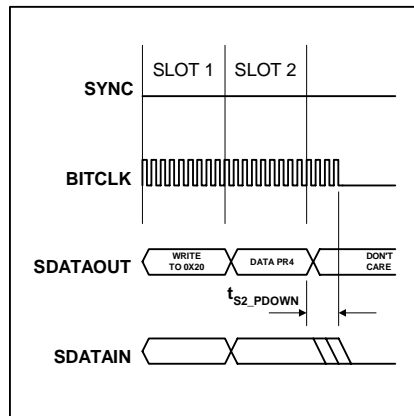 SLOT 1 SLOT 2
SYNC
BITCLK
WRITE
TO 0X20
DATA PR4
DON'T
CARE
SDATAOUT
tS2_PDOWN
SDATAIN